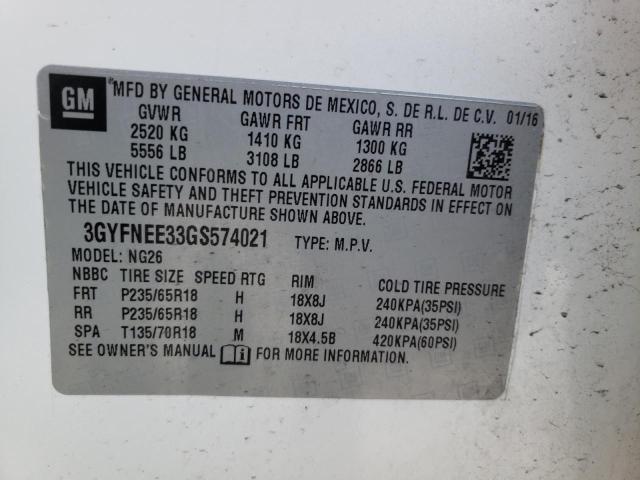 GM
*MFD BY GENERAL MOTORS DE MEXICO, S. DE R.L. DE C.V. 01/16
GVWR GAWR FRT GAWR RR
2520 KG 1410 KG 1300 KG
5556 LB 3108 LB 2866 LB
THIS VEHICLE CONFORMS TO ALL APPLICABLE U.S. FEDERAL MOTOR
VEHICLE SAFETY AND THEFT PREVENTION STANDARDS IN EFFECT ON
THE DATE OF MANUFACTURE SHOWN ABOVE.
3GYFNEE33GS574021 TYPE: M.P.V.
MODEL: NG26
NBBC TIRE SIZE SPEED RTG RIM COLD TIRE PRESSURE
FRT P235/65R18 H 18X8J 240KPA(35PSI)
RR P235/65R18 H 18X8J 240KPA(35PSI)
SPA T135/70R18 M 18X4.5B 420KPA(60PSI)
SEE OWNER'S MANUAL FOR MORE INFORMATION.